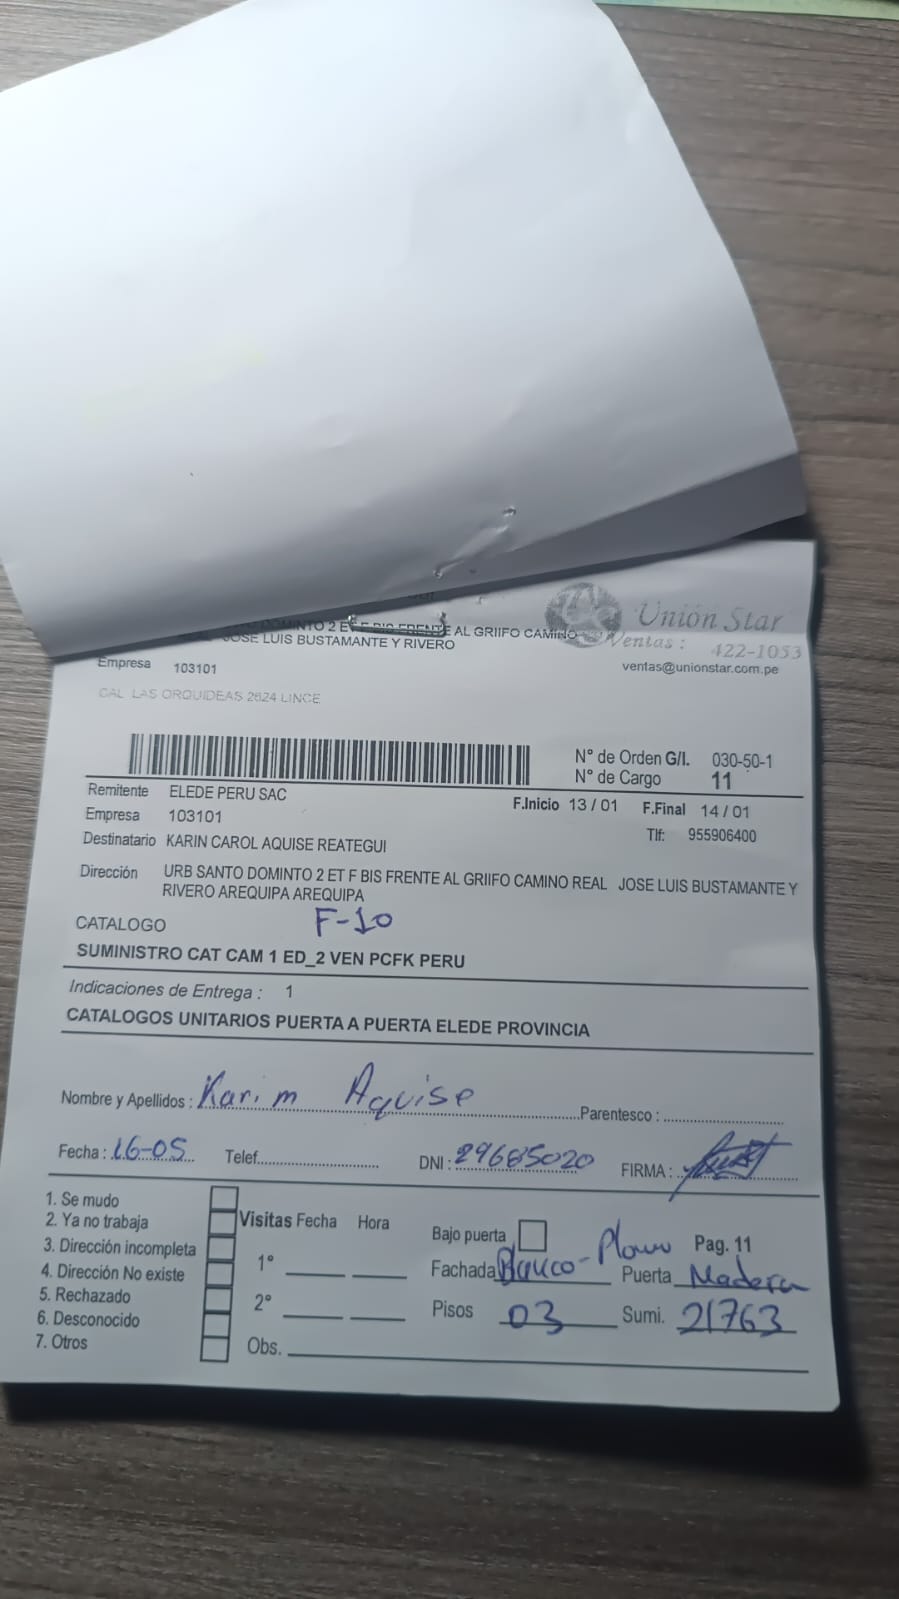 DOMINTO 2 ET F BIS FRENTE AL GRIIFO CAMINO
REAL JOSE LUIS BUSTAMANTE Y RIVERO
Unión Star
Ventas : 422-1053
ventas@unionstar.com.pe
Empresa 103101
CAL LAS ORQUIDEAS 2624 LINCE
N° de Orden G/I. 030-50-1
N° de Cargo 11
Remitente ELEDE PERU SAC
F.Inicio 13 / 01 F.Final 14 / 01
Empresa 103101
Tlf: 955906400
Destinatario KARIN CAROL AQUISE REATEGUI
Dirección URB SANTO DOMINTO 2 ET F BIS FRENTE AL GRIIFO CAMINO REAL JOSE LUIS BUSTAMANTE Y
RIVERO AREQUIPA AREQUIPA
CATALOGO F-10
SUMINISTRO CAT CAM 1 ED_2 VEN PCFK PERU
Indicaciones de Entrega : 1
CATALOGOS UNITARIOS PUERTA A PUERTA ELEDE PROVINCIA
Nombre y Apellidos : Karim Aquise Parentesco :
Fecha : 16-05 Telef. DNI : 29685020 FIRMA :
1. Se mudo
2. Ya no trabaja
3. Dirección incompleta
4. Dirección No existe
5. Rechazado
6. Desconocido
7. Otros
Visitas Fecha Hora
1°
2°
Obs.
Bajo puerta Pag. 11
Fachada Blanco-Plomo Puerta Madera
Pisos 03 Sumi. 21763